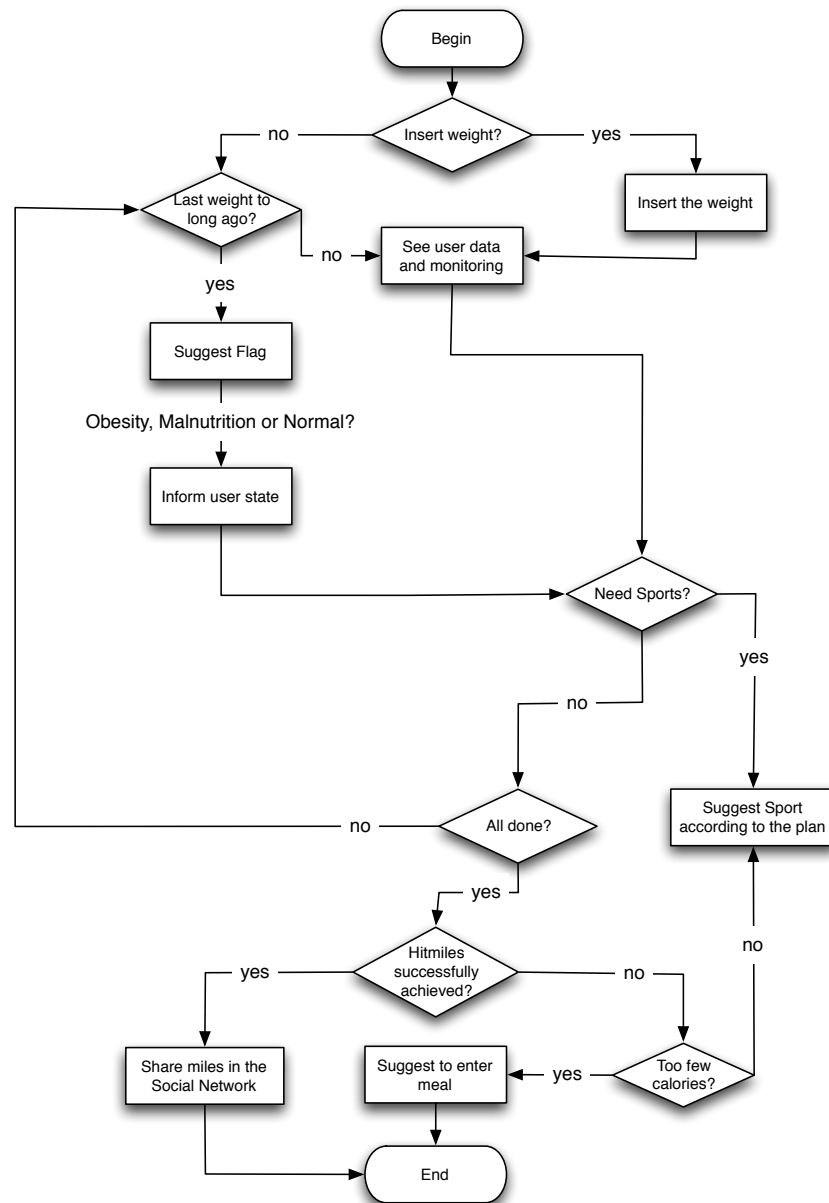 Begin
Insert weight?
no
yes
Last weight to
long ago?
Insert the weight
no
See user data
and monitoring
yes
Suggest Flag
Obesity, Malnutrition or Normal?
Inform user state
Need Sports?
yes
no
Suggest Sport
according to the plan
no
All done?
yes
Hitmiles
successfully
achieved?
no
yes
no
Share miles in the
Social Network
Suggest to enter
meal
yes
Too few
calories?
End